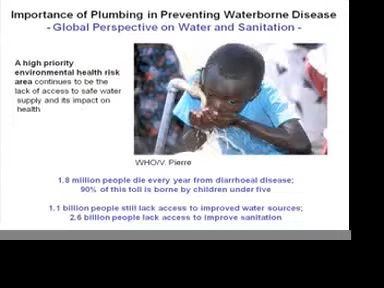 Importance of Plumbing in Preventing Waterborne Disease
- Global Perspective on Water and Sanitation -
A high priority
environmental health risk
area continues to be the
lack of access to safe water
supply and its impact on
health
WHO/V. Pierre
1.8 million people die every year from diarrhoeal disease;
90% of this toll is borne by children under five
1.1 billion people still lack access to improved water sources;
2.6 billion people lack access to improve sanitation